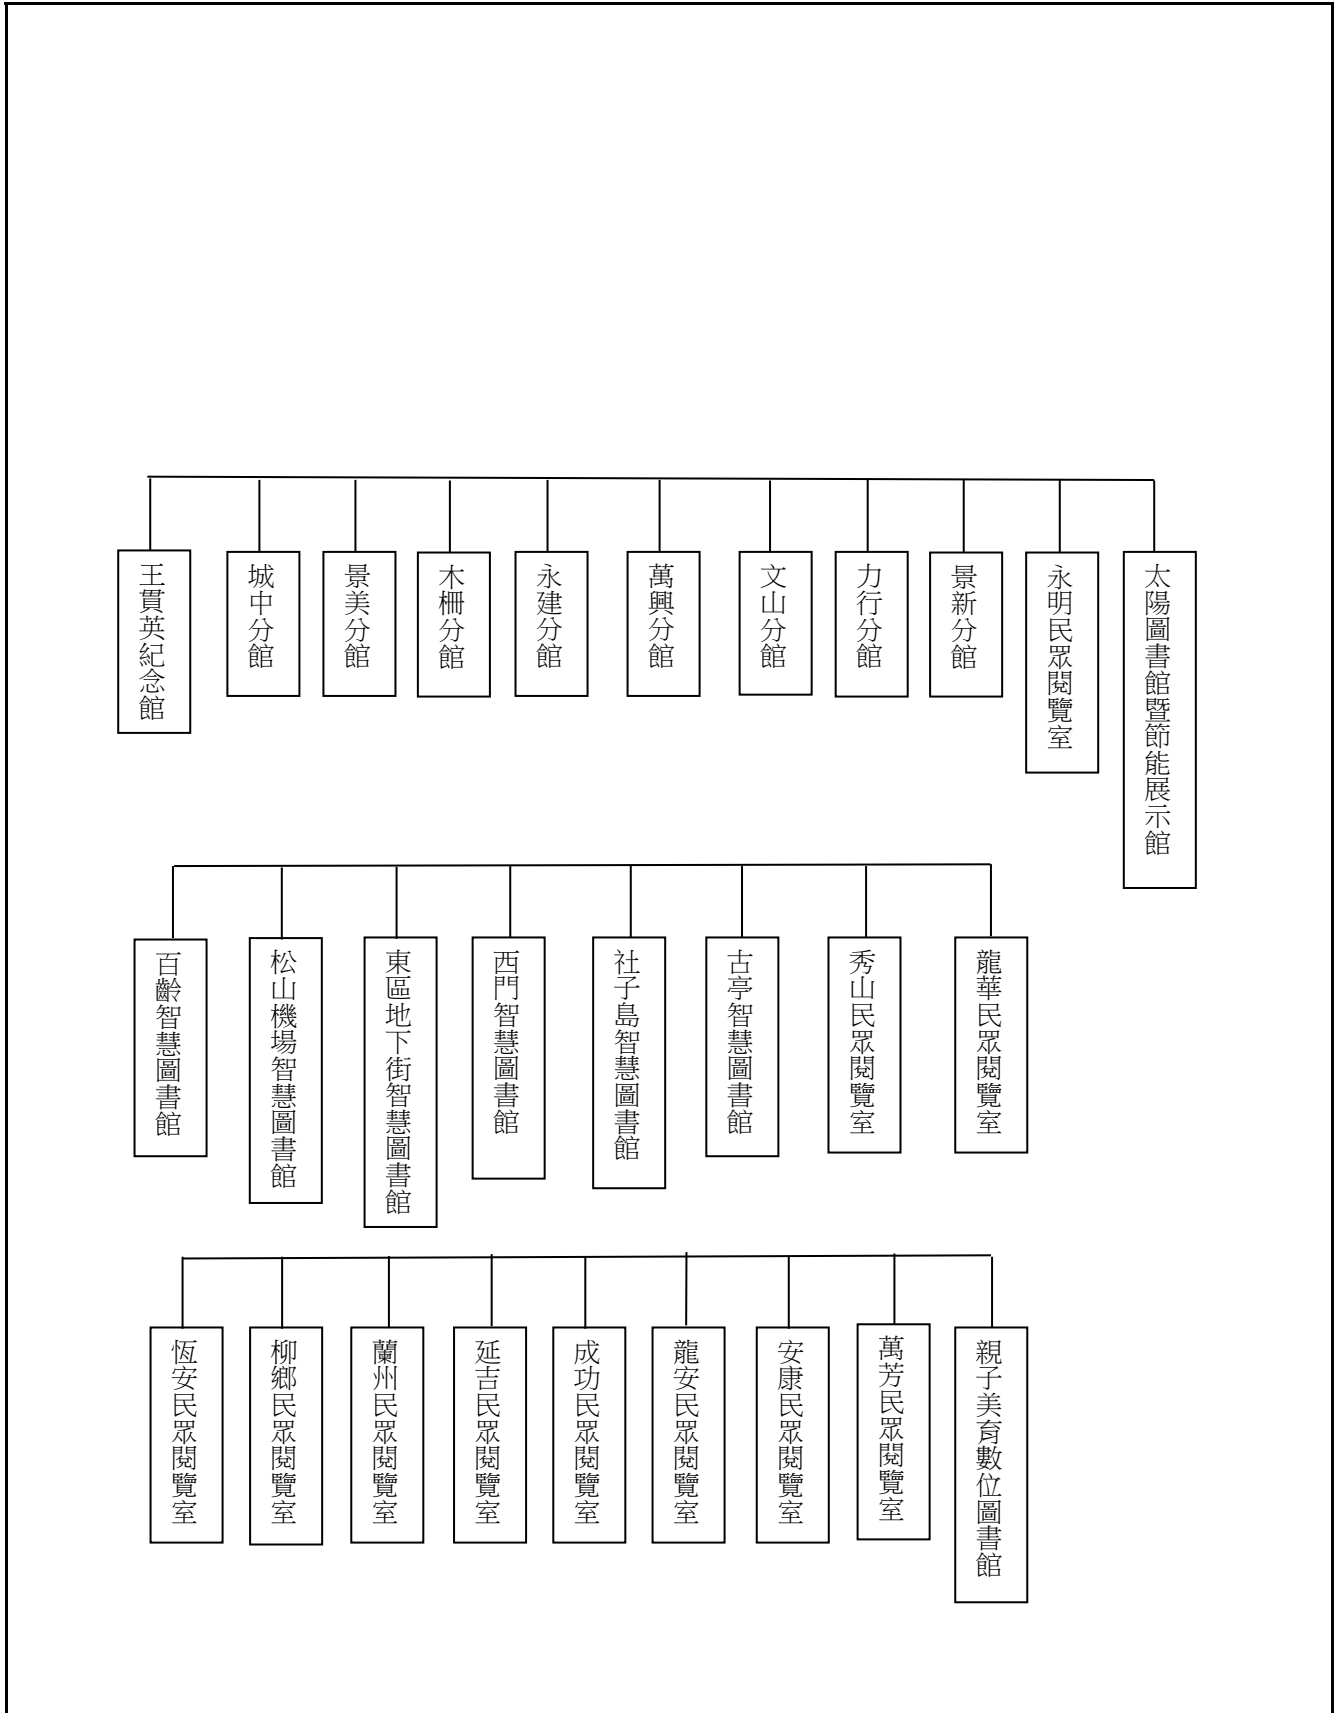 王貫英紀念館
城中分館
景美分館
木柵分館
永建分館
萬興分館
文山分館
力行分館
景新分館
永明民眾閱覽室
太陽圖書館暨節能展示館
百齡智慧圖書館
松山機場智慧圖書館
東區地下街智慧圖書館
西門智慧圖書館
社子島智慧圖書館
古亭智慧圖書館
秀山民眾閱覽室
龍華民眾閱覽室
恆安民眾閱覽室
柳鄉民眾閱覽室
蘭州民眾閱覽室
延吉民眾閱覽室
成功民眾閱覽室
龍安民眾閱覽室
安康民眾閱覽室
萬芳民眾閱覽室
親子美育數位圖書館